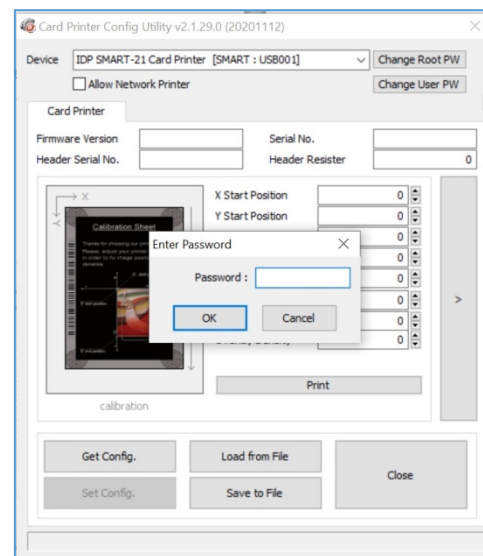 Card Printer Config Utility v2.1.29.0 (20201112)
Device IDP SMART-21 Card Printer [SMART : USB001] Change Root PW
Allow Network Printer Change User PW
Card Printer
Firmware Version Serial No.
Header Serial No. Header Resister 0
X X Start Position 0
Y Y Start Position 0
Calibration Sheet
Enter Password 0
Password : 0
0
OK Cancel 0
0
0
>
Print
calibration
Get Config. Load from File
Close
Set Config. Save to File